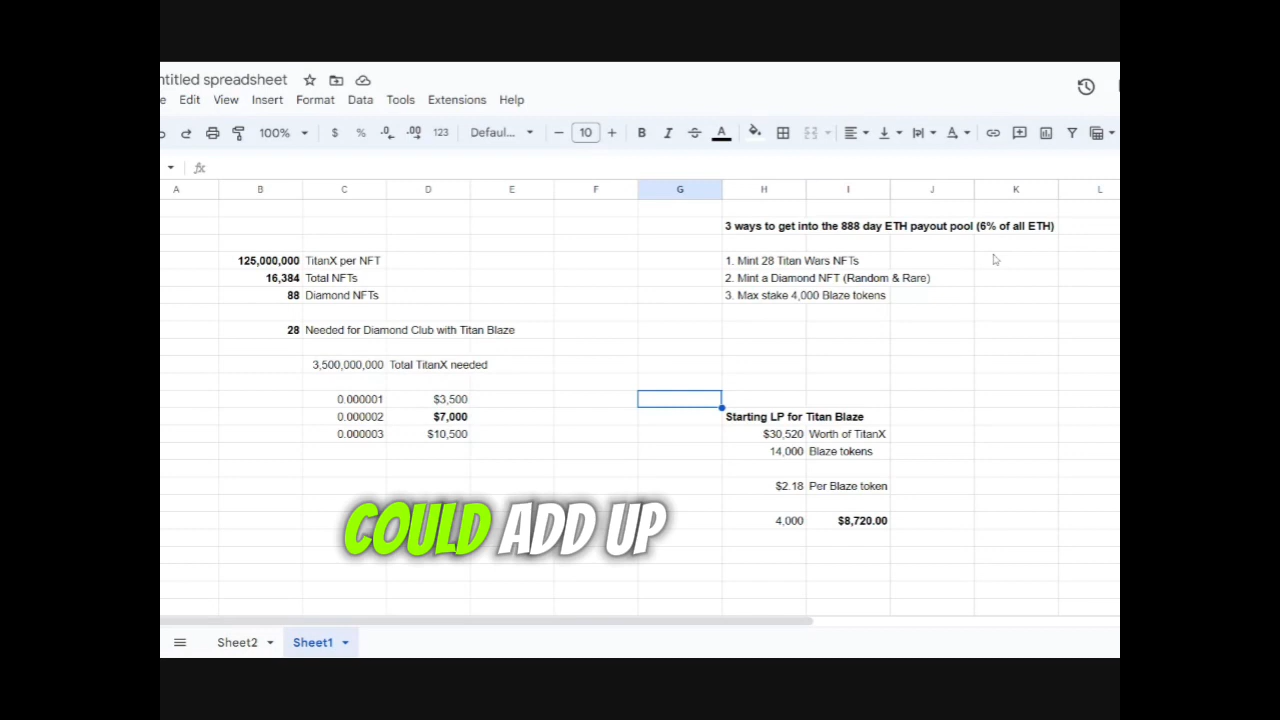 ntitled spreadsheet
e Edit View Insert Format Data Tools Extensions Help
100% $ % .0 .00 123 Defaul... − 10 + B I S A
fx
A B C D E F G H I J K L
3 ways to get into the 888 day ETH payout pool (6% of all ETH)
125,000,000 TitanX per NFT 1. Mint 28 Titan Wars NFTs
16,384 Total NFTs 2. Mint a Diamond NFT (Random & Rare)
88 Diamond NFTs 3. Max stake 4,000 Blaze tokens
28 Needed for Diamond Club with Titan Blaze
3,500,000,000 Total TitanX needed
0.000001 $3,500
0.000002 $7,000 Starting LP for Titan Blaze
0.000003 $10,500 $30,520 Worth of TitanX
14,000 Blaze tokens
$2.18 Per Blaze token
4,000 $8,720.00
COULD ADD UP
Sheet2 Sheet1